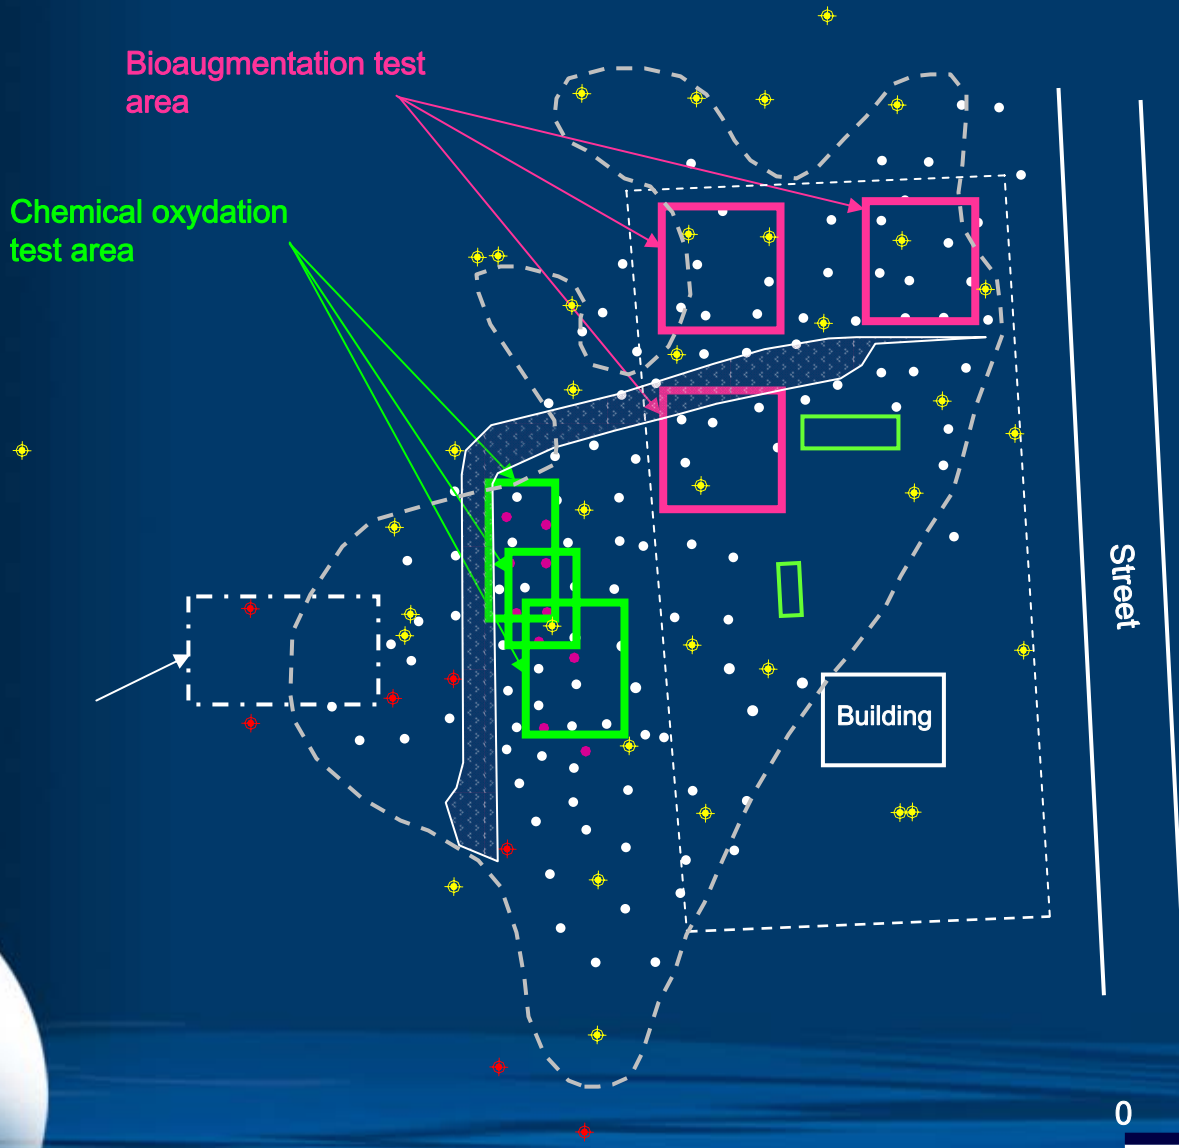 Bioaugmentation test
area
Chemical oxydation
test area
Street
Building
0